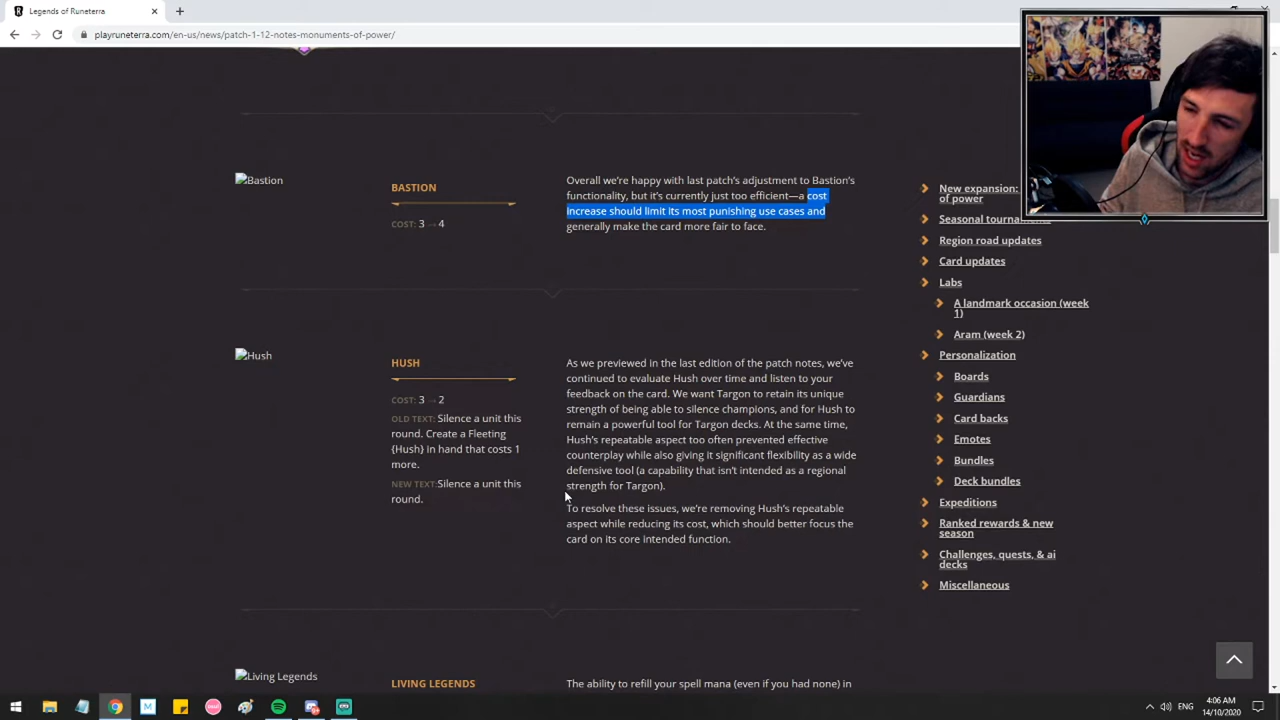 Legends of Runeterra
playruneterra.com/en-us/news/patch-1-12-notes-monuments-of-power/
Bastion
BASTION
COST: 3 → 4
Overall we're happy with last patch's adjustment to Bastion's
functionality, but it's currently just too efficient—a cost
increase should limit its most punishing use cases and
generally make the card more fair to face.
Hush
HUSH
COST: 3 → 2
OLD TEXT: Silence a unit this
round. Create a Fleeting
{Hush} in hand that costs 1
more.
NEW TEXT:Silence a unit this
round.
As we previewed in the last edition of the patch notes, we've
continued to evaluate Hush over time and listen to your
feedback on the card. We want Targon to retain its unique
strength of being able to silence champions, and for Hush to
remain a powerful tool for Targon decks. At the same time,
Hush's repeatable aspect too often prevented effective
counterplay while also giving it significant flexibility as a wide
defensive tool (a capability that isn't intended as a regional
strength for Targon).
To resolve these issues, we're removing Hush's repeatable
aspect while reducing its cost, which should better focus the
card on its core intended function.
Living Legends
LIVING LEGENDS
The ability to refill your spell mana (even if you had none) in
New expansion:
of power
Seasonal
Region road updates
Card updates
Labs
A landmark occasion (week
1)
Aram (week 2)
Personalization
Boards
Guardians
Card backs
Emotes
Bundles
Deck bundles
Expeditions
Ranked rewards & new
season
Challenges, quests, & ai
decks
Miscellaneous
ENG
4:06 AM
14/10/2020